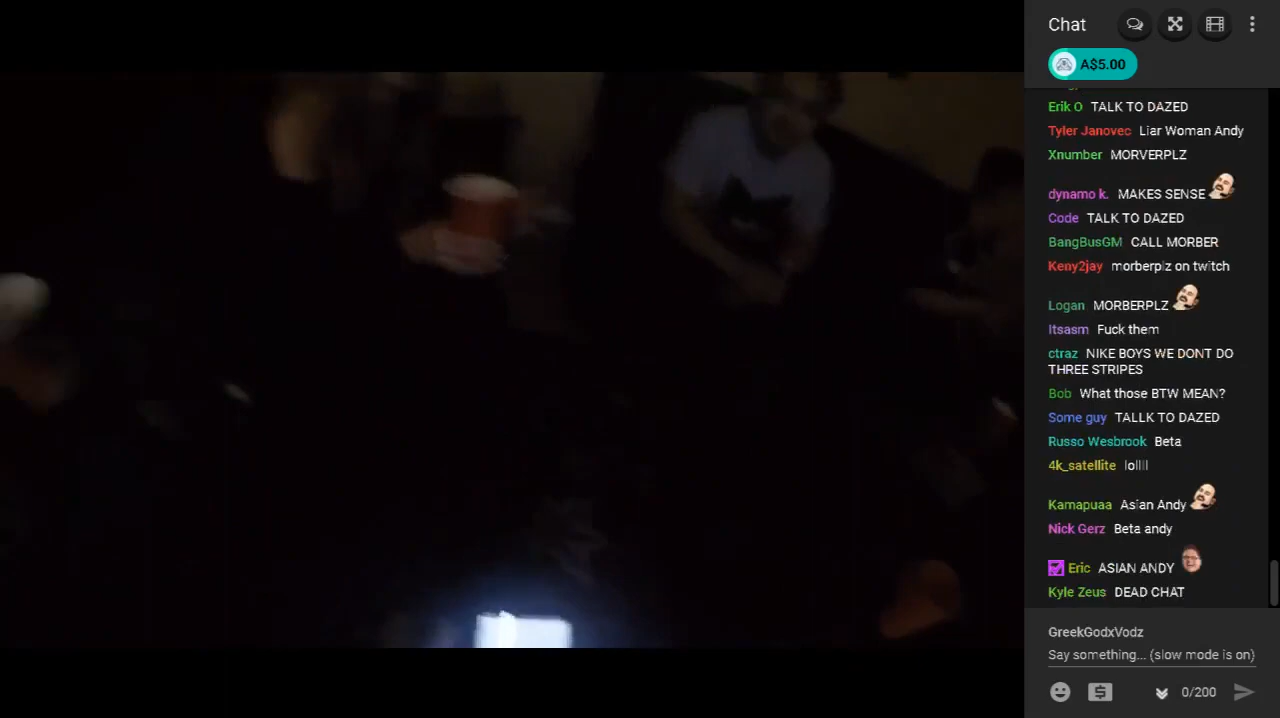 Chat
A$5.00
Erik O TALK TO DAZED
Tyler Janovec Liar Woman Andy
Xnumber MORVERPLZ
dynamo k. MAKES SENSE
Code TALK TO DAZED
BangBusGM CALL MORBER
Keny2jay morberplz on twitch
Logan MORBERPLZ
Itsasm Fuck them
ctraz NIKE BOYS WE DONT DO
THREE STRIPES
Bob What those BTW MEAN?
Some guy TALLK TO DAZED
Russo Wesbrook Beta
4k_satellite lollll
Kamapuaa Asian Andy
Nick Gerz Beta andy
Eric ASIAN ANDY
Kyle Zeus DEAD CHAT
GreekGodxVodz
Say something... (slow mode is on)
0/200